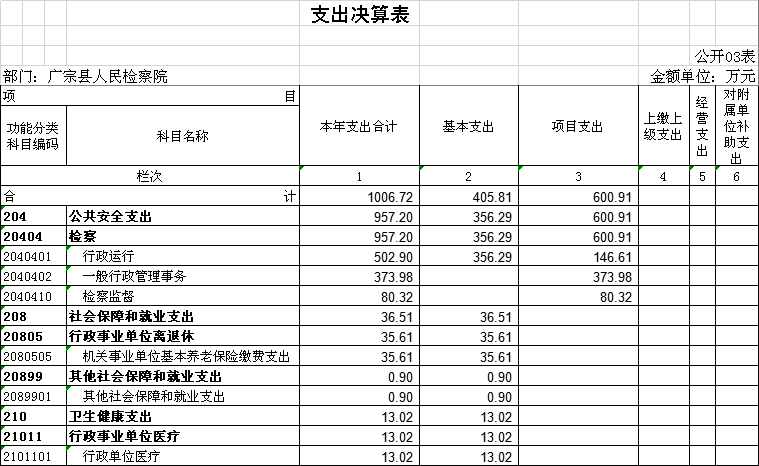 支出决算表
公开03表
部门：广宗县人民检察院 金额单位：万元
项 目 本年支出合计 基本支出 项目支出 上缴上级支出 经营支出 对附属单位补助支出
功能分类科目编码 科目名称
栏次 1 2 3 4 5 6
合 计 1006.72 405.81 600.91
204 公共安全支出 957.20 356.29 600.91
20404 检察 957.20 356.29 600.91
2040401 行政运行 502.90 356.29 146.61
2040402 一般行政管理事务 373.98 373.98
2040410 检察监督 80.32 80.32
208 社会保障和就业支出 36.51 36.51
20805 行政事业单位离退休 35.61 35.61
2080505 机关事业单位基本养老保险缴费支出 35.61 35.61
20899 其他社会保障和就业支出 0.90 0.90
2089901 其他社会保障和就业支出 0.90 0.90
210 卫生健康支出 13.02 13.02
21011 行政事业单位医疗 13.02 13.02
2101101 行政单位医疗 13.02 13.02